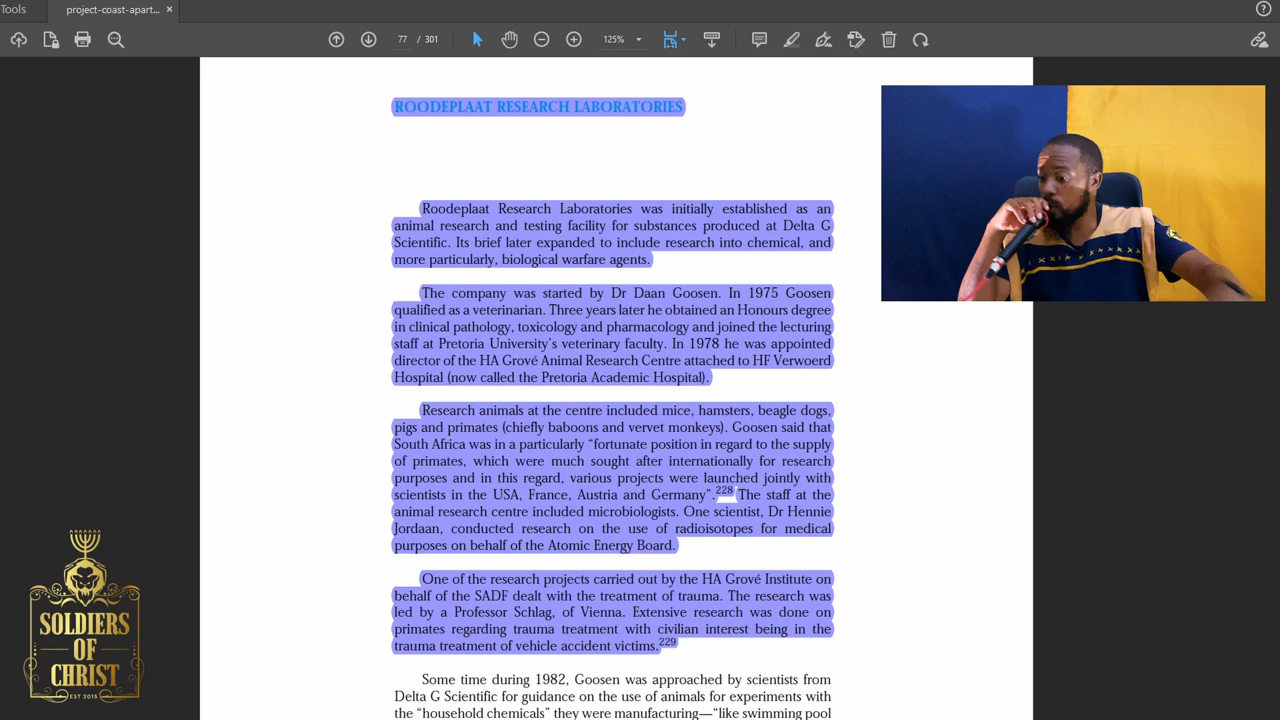 Tools
project-coast-apart... ×
77 / 301
125%
ROODEPLAAT RESEARCH LABORATORIES
Roodeplaat Research Laboratories was initially established as an
animal research and testing facility for substances produced at Delta G
Scientific. Its brief later expanded to include research into chemical, and
more particularly, biological warfare agents.
The company was started by Dr Daan Goosen. In 1975 Goosen
qualified as a veterinarian. Three years later he obtained an Honours degree
in clinical pathology, toxicology and pharmacology and joined the lecturing
staff at Pretoria University’s veterinary faculty. In 1978 he was appointed
director of the HA Grové Animal Research Centre attached to HF Verwoerd
Hospital (now called the Pretoria Academic Hospital).
Research animals at the centre included mice, hamsters, beagle dogs,
pigs and primates (chiefly baboons and vervet monkeys). Goosen said that
South Africa was in a particularly “fortunate position in regard to the supply
of primates, which were much sought after internationally for research
purposes and in this regard, various projects were launched jointly with
scientists in the USA, France, Austria and Germany”.228 The staff at the
animal research centre included microbiologists. One scientist, Dr Hennie
Jordaan, conducted research on the use of radioisotopes for medical
purposes on behalf of the Atomic Energy Board.
One of the research projects carried out by the HA Grové Institute on
behalf of the SADF dealt with the treatment of trauma. The research was
led by a Professor Schlag, of Vienna. Extensive research was done on
primates regarding trauma treatment with civilian interest being in the
trauma treatment of vehicle accident victims.229
Some time during 1982, Goosen was approached by scientists from
Delta G Scientific for guidance on the use of animals for experiments with
the “household chemicals” they were manufacturing—“like swimming pool
SOLDIERS
OF
CHRIST
EST 2015